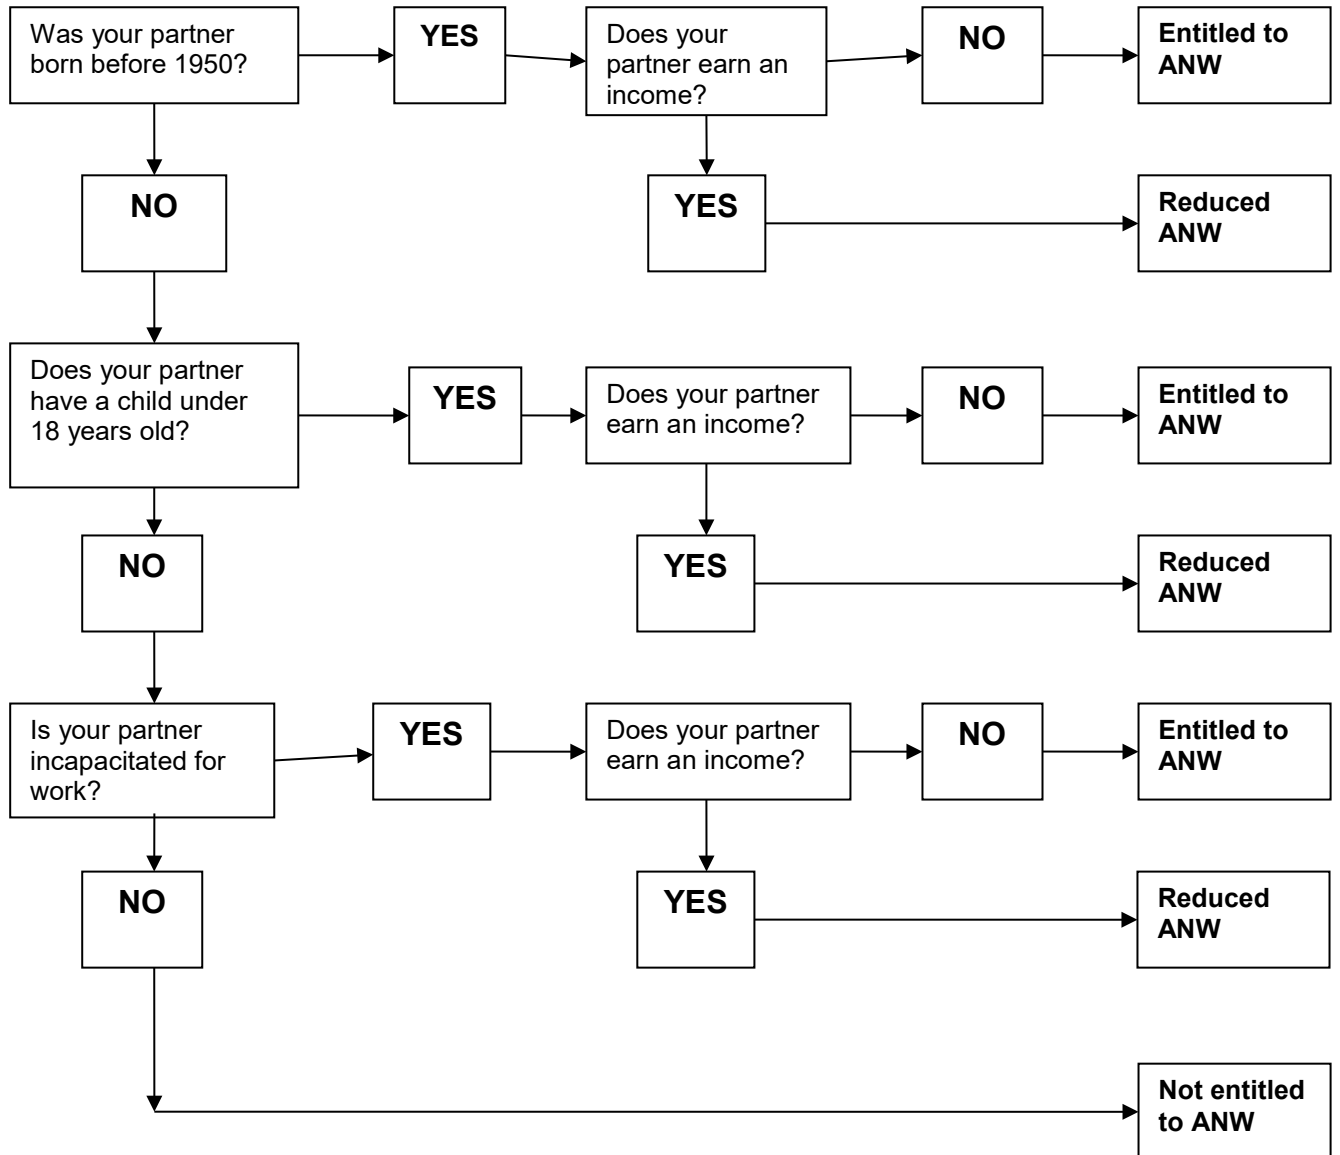 Was your partner
born before 1950?
YES
Does your
partner earn an
income?
NO
Entitled to
ANW
NO
YES
Reduced
ANW
Does your partner
have a child under
18 years old?
YES
Does your partner
earn an income?
NO
Entitled to
ANW
NO
YES
Reduced
ANW
Is your partner
incapacitated for
work?
YES
Does your partner
earn an income?
NO
Entitled to
ANW
NO
YES
Reduced
ANW
Not entitled
to ANW